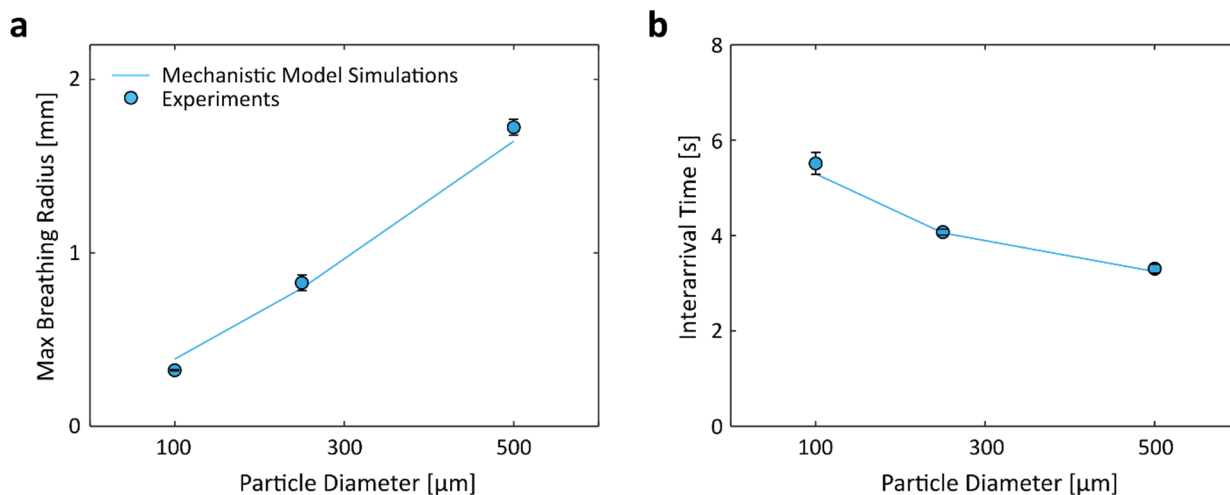 a
Max Breathing Radius [mm]
2
1
0
Mechanistic Model Simulations
Experiments
100
300
500
Particle Diameter [µm]
b
Interarrival Time [s]
8
6
4
2
0
100
300
500
Particle Diameter [µm]